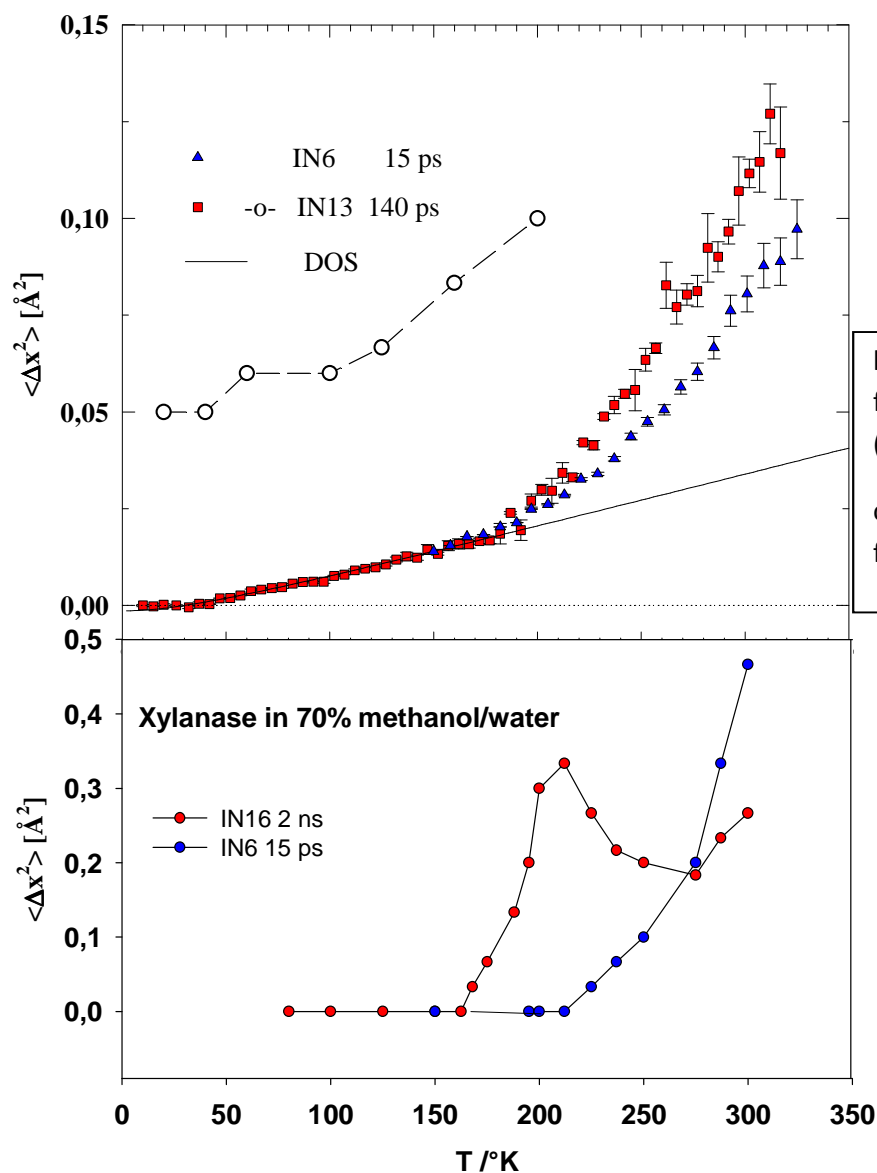 0,15
IN6 15 ps
-o- IN13 140 ps
DOS
0,10
0,05
0,00
<Δx²> [Å²]
f
(
f
0,5
0,4
0,3
0,2
0,1
0,0
<Δx²> [Å²]
Xylanase in 70% methanol/water
IN16 2 ns
IN6 15 ps
0 50 100 150 200 250 300 350
T /°K